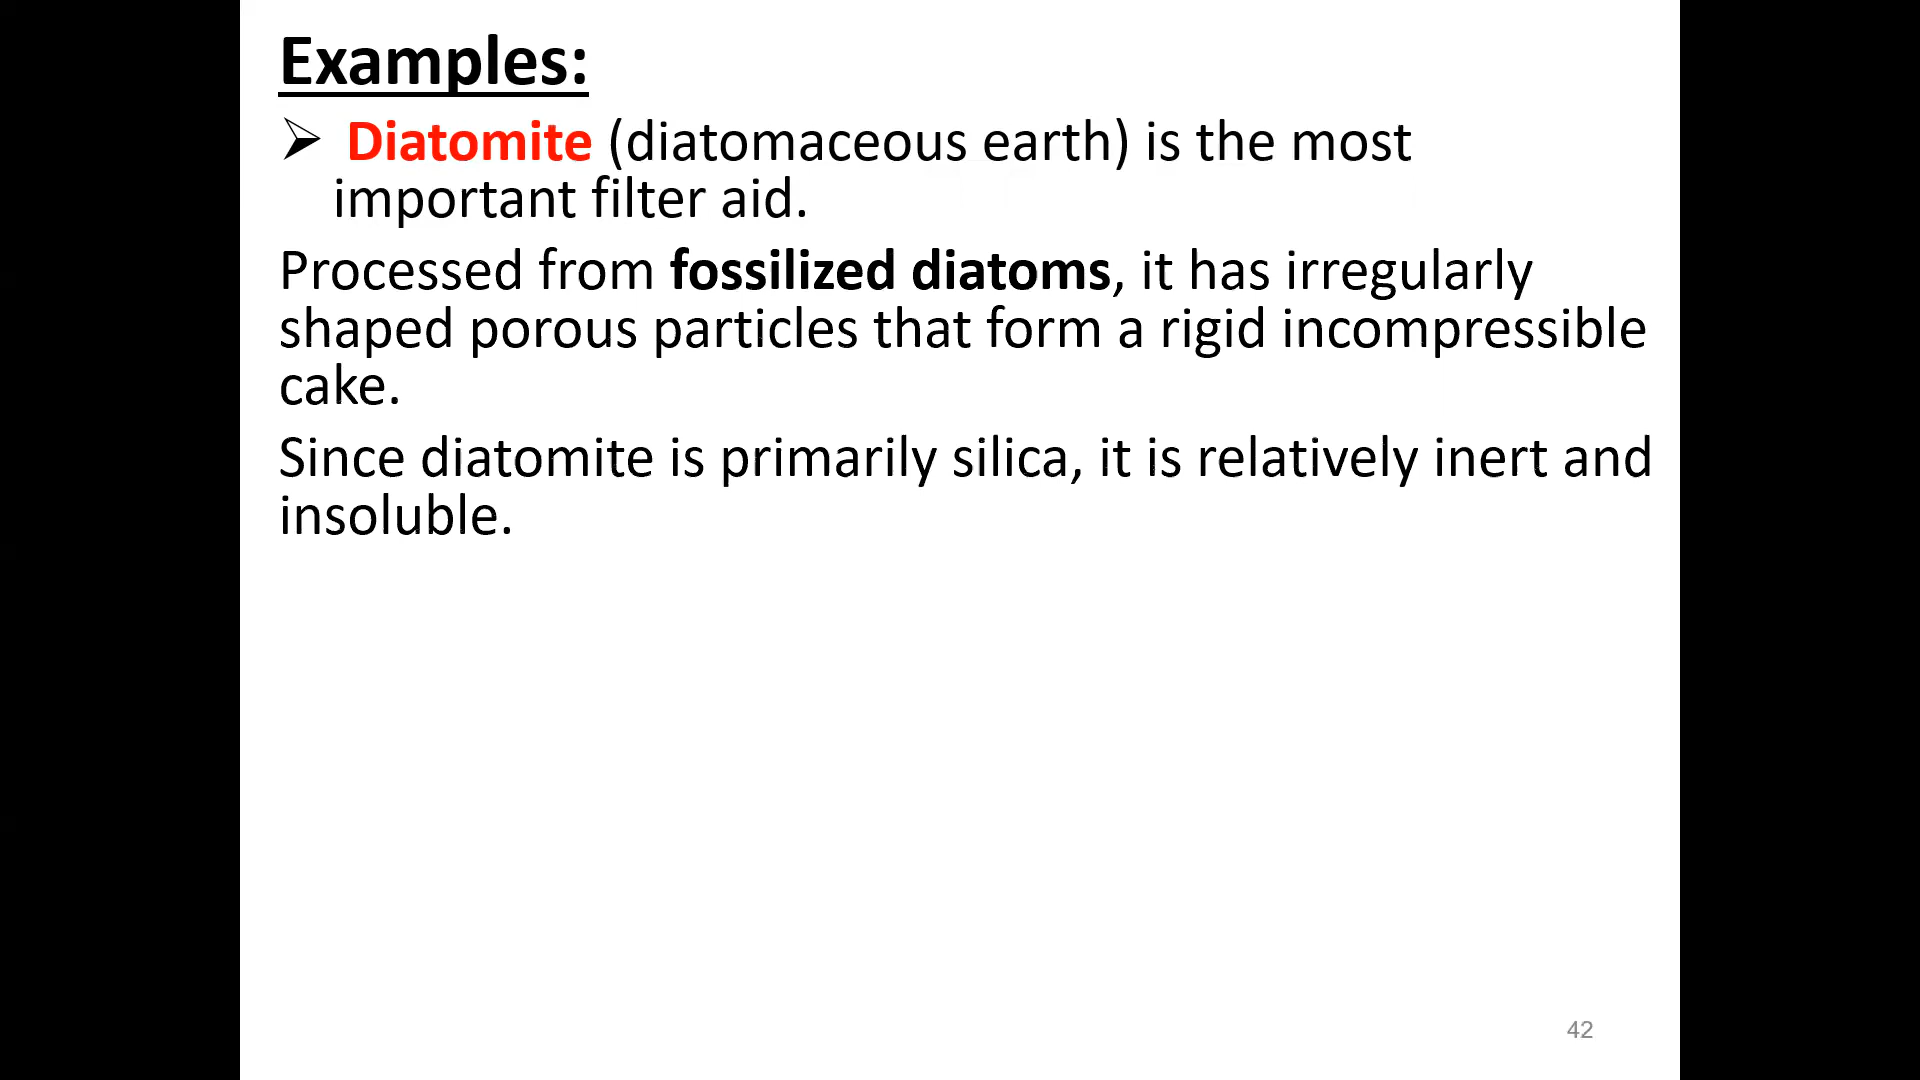 Examples:
➢ Diatomite (diatomaceous earth) is the most
important filter aid.
Processed from fossilized diatoms, it has irregularly
shaped porous particles that form a rigid incompressible
cake.
Since diatomite is primarily silica, it is relatively inert and
insoluble.
42